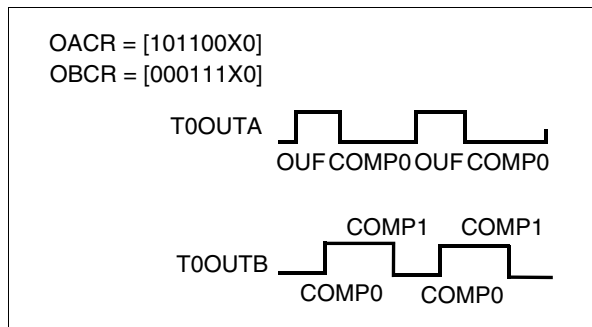 OACR = [101100X0]
OBCR = [000111X0]
T0OUTA
OUF COMP0 OUF COMP0
COMP1 COMP1
T0OUTB
COMP0 COMP0